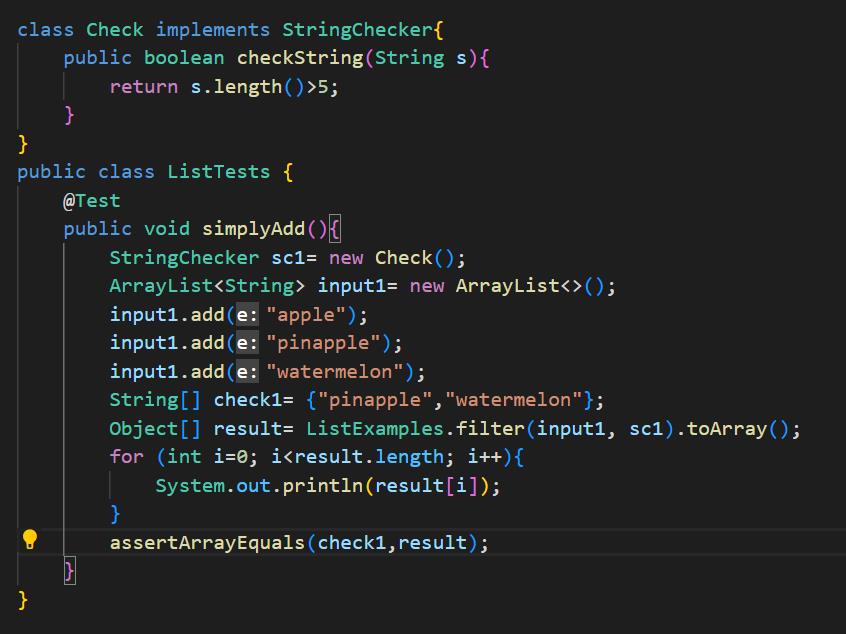 class Check implements StringChecker{
    public boolean checkString(String s){
        return s.length()>5;
    }
}
public class ListTests {
    @Test
    public void simplyAdd(){
        StringChecker sc1= new Check();
        ArrayList<String> input1= new ArrayList<>();
        input1.add(e: "apple");
        input1.add(e: "pinapple");
        input1.add(e: "watermelon");
        String[] check1= {"pinapple","watermelon"};
        Object[] result= ListExamples.filter(input1, sc1).toArray();
        for (int i=0; i<result.length; i++){
            System.out.println(result[i]);
        }
        assertArrayEquals(check1,result);
    }
}